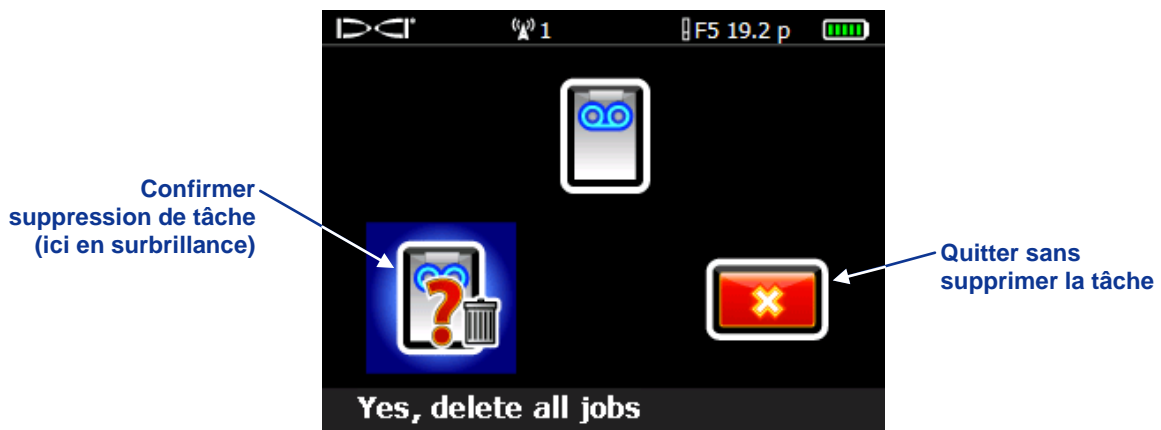 DCI
1
F5 19.2 p
Confirmer
suppression de tâche
(ici en surbrillance)
Quitter sans
supprimer la tâche
Yes, delete all jobs